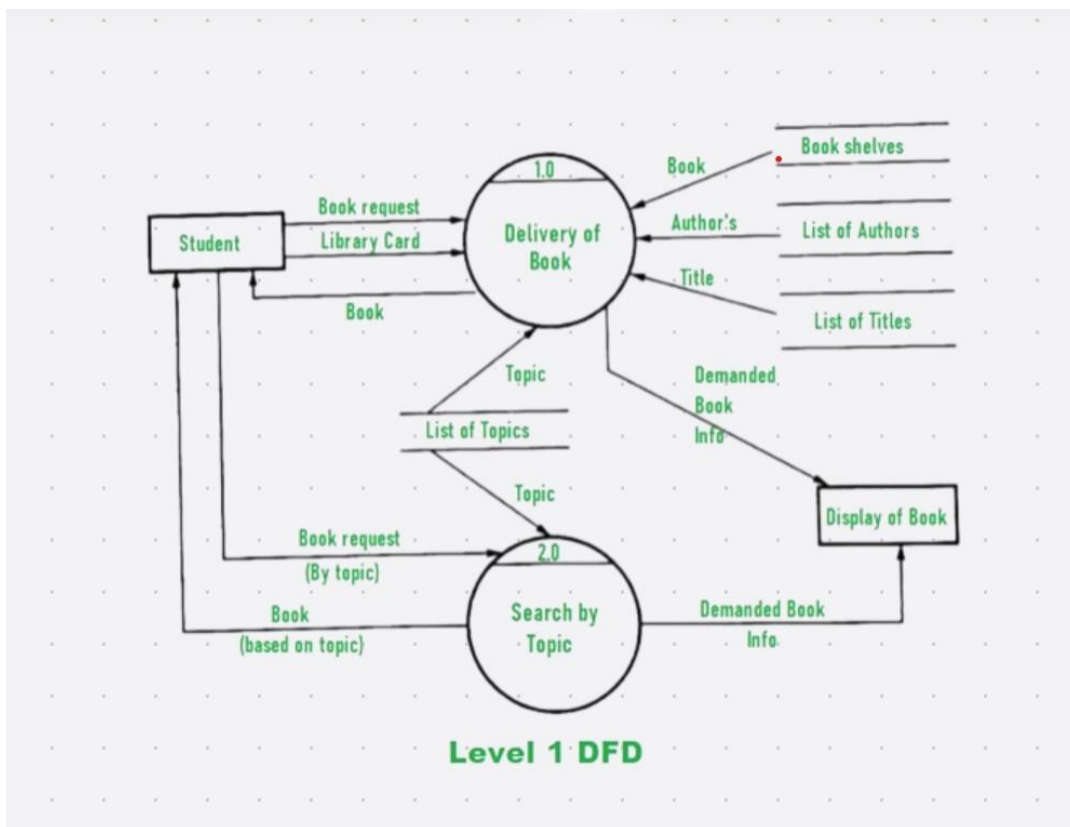 Book shelves
1.0
Book
Book request
Author's
List of Authors
Student
Library Card
Delivery of
Book
Title
Book
List of Titles
Topic
Demanded
Book
Info
List of Topics
Topic
Display of Book
Book request
2.0
(By topic)
Book
Search by
Demanded Book
(based on topic)
Topic
Info
Level 1 DFD